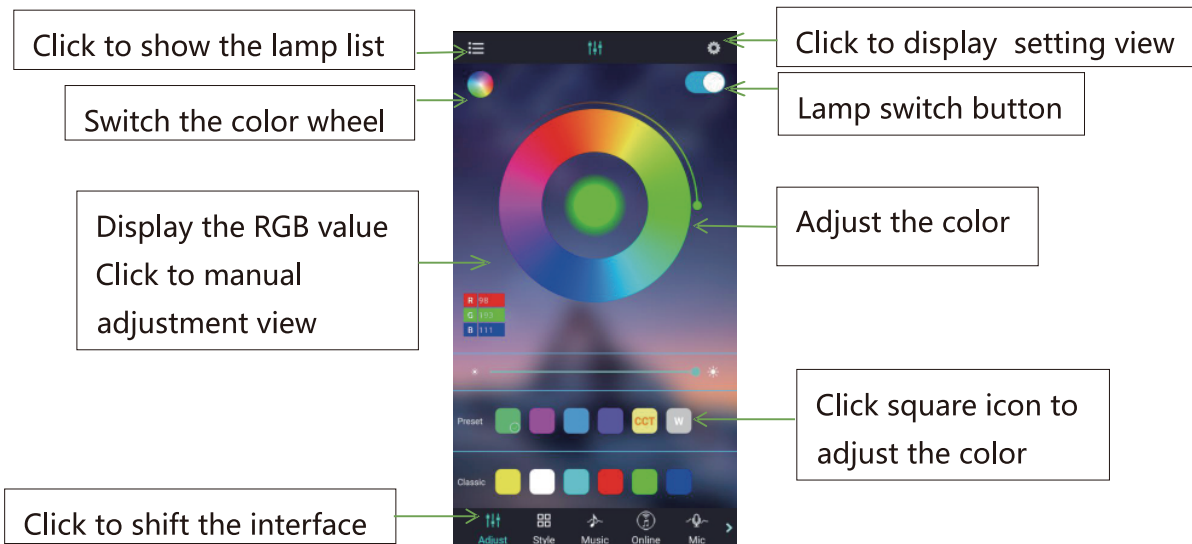 Click to show the lamp list
Click to display setting view
Switch the color wheel
Lamp switch button
Display the RGB value
Click to manual
adjustment view
Adjust the color
R 98
G
B 111
Click square icon to
adjust the color
Preset
CCT
W
Classic
Click to shift the interface
Adjust
Style
Music
Online
Mic